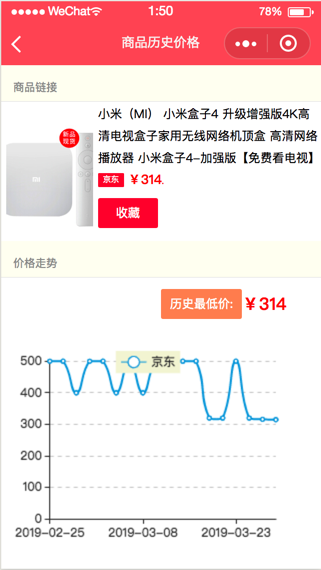 WeChat 1:50 78%
商品历史价格
商品链接
小米（MI） 小米盒子4 升级增强版4K高
清电视盒子家用无线网络机顶盒 高清网络
播放器 小米盒子4-加强版【免费看电视】
新品
现货
MI
京东 ￥314.
收藏
价格走势
历史最低价: ￥314
京东
500
400
300
200
100
0
2019-02-25 2019-03-08 2019-03-23